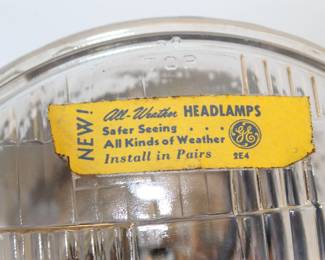 TOP
NEW!
All-Weather HEADLAMPS
Safer Seeing . . .
All Kinds of Weather
Install in Pairs
GE
2E4